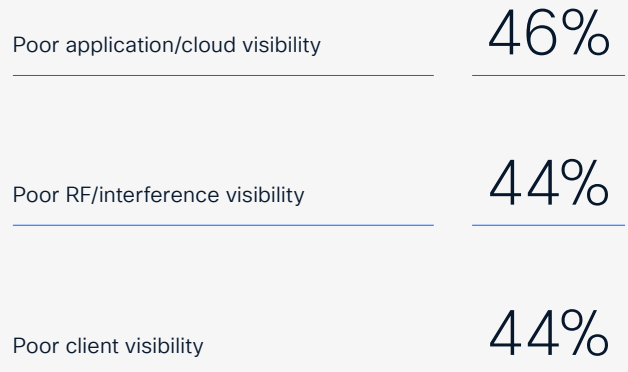 Poor application/cloud visibility 46%
Poor RF/interference visibility 44%
Poor client visibility 44%